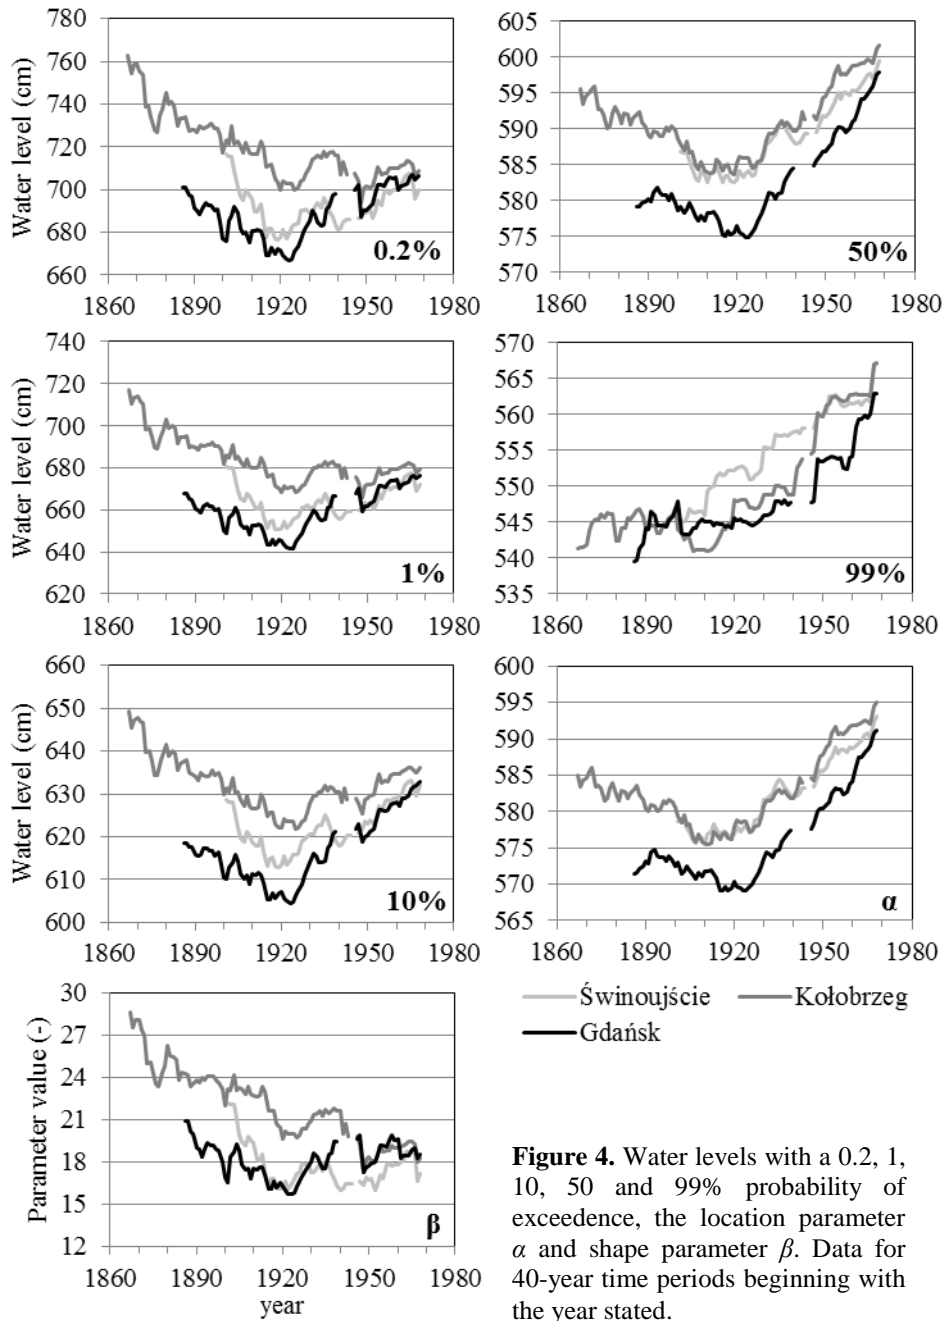 780
760
740
720
700
680
660
Water level (cm)
0.2%
1860 1890 1920 1950 1980
605
600
595
590
585
580
575
570
50%
1860 1890 1920 1950 1980
740
720
700
680
660
640
620
Water level (cm)
1%
1860 1890 1920 1950 1980
570
565
560
555
550
545
540
535
99%
1860 1890 1920 1950 1980
660
650
640
630
620
610
600
Water level (cm)
10%
1860 1890 1920 1950 1980
600
595
590
585
580
575
570
565
α
1860 1890 1920 1950 1980
Świnoujście Kołobrzeg
Gdańsk
30
27
24
21
18
15
12
Parameter value (-)
β
1860 1890 1920 1950 1980
year
Figure 4. Water levels with a 0.2, 1,
10, 50 and 99% probability of
exceedence, the location parameter
α and shape parameter β. Data for
40-year time periods beginning with
the year stated.